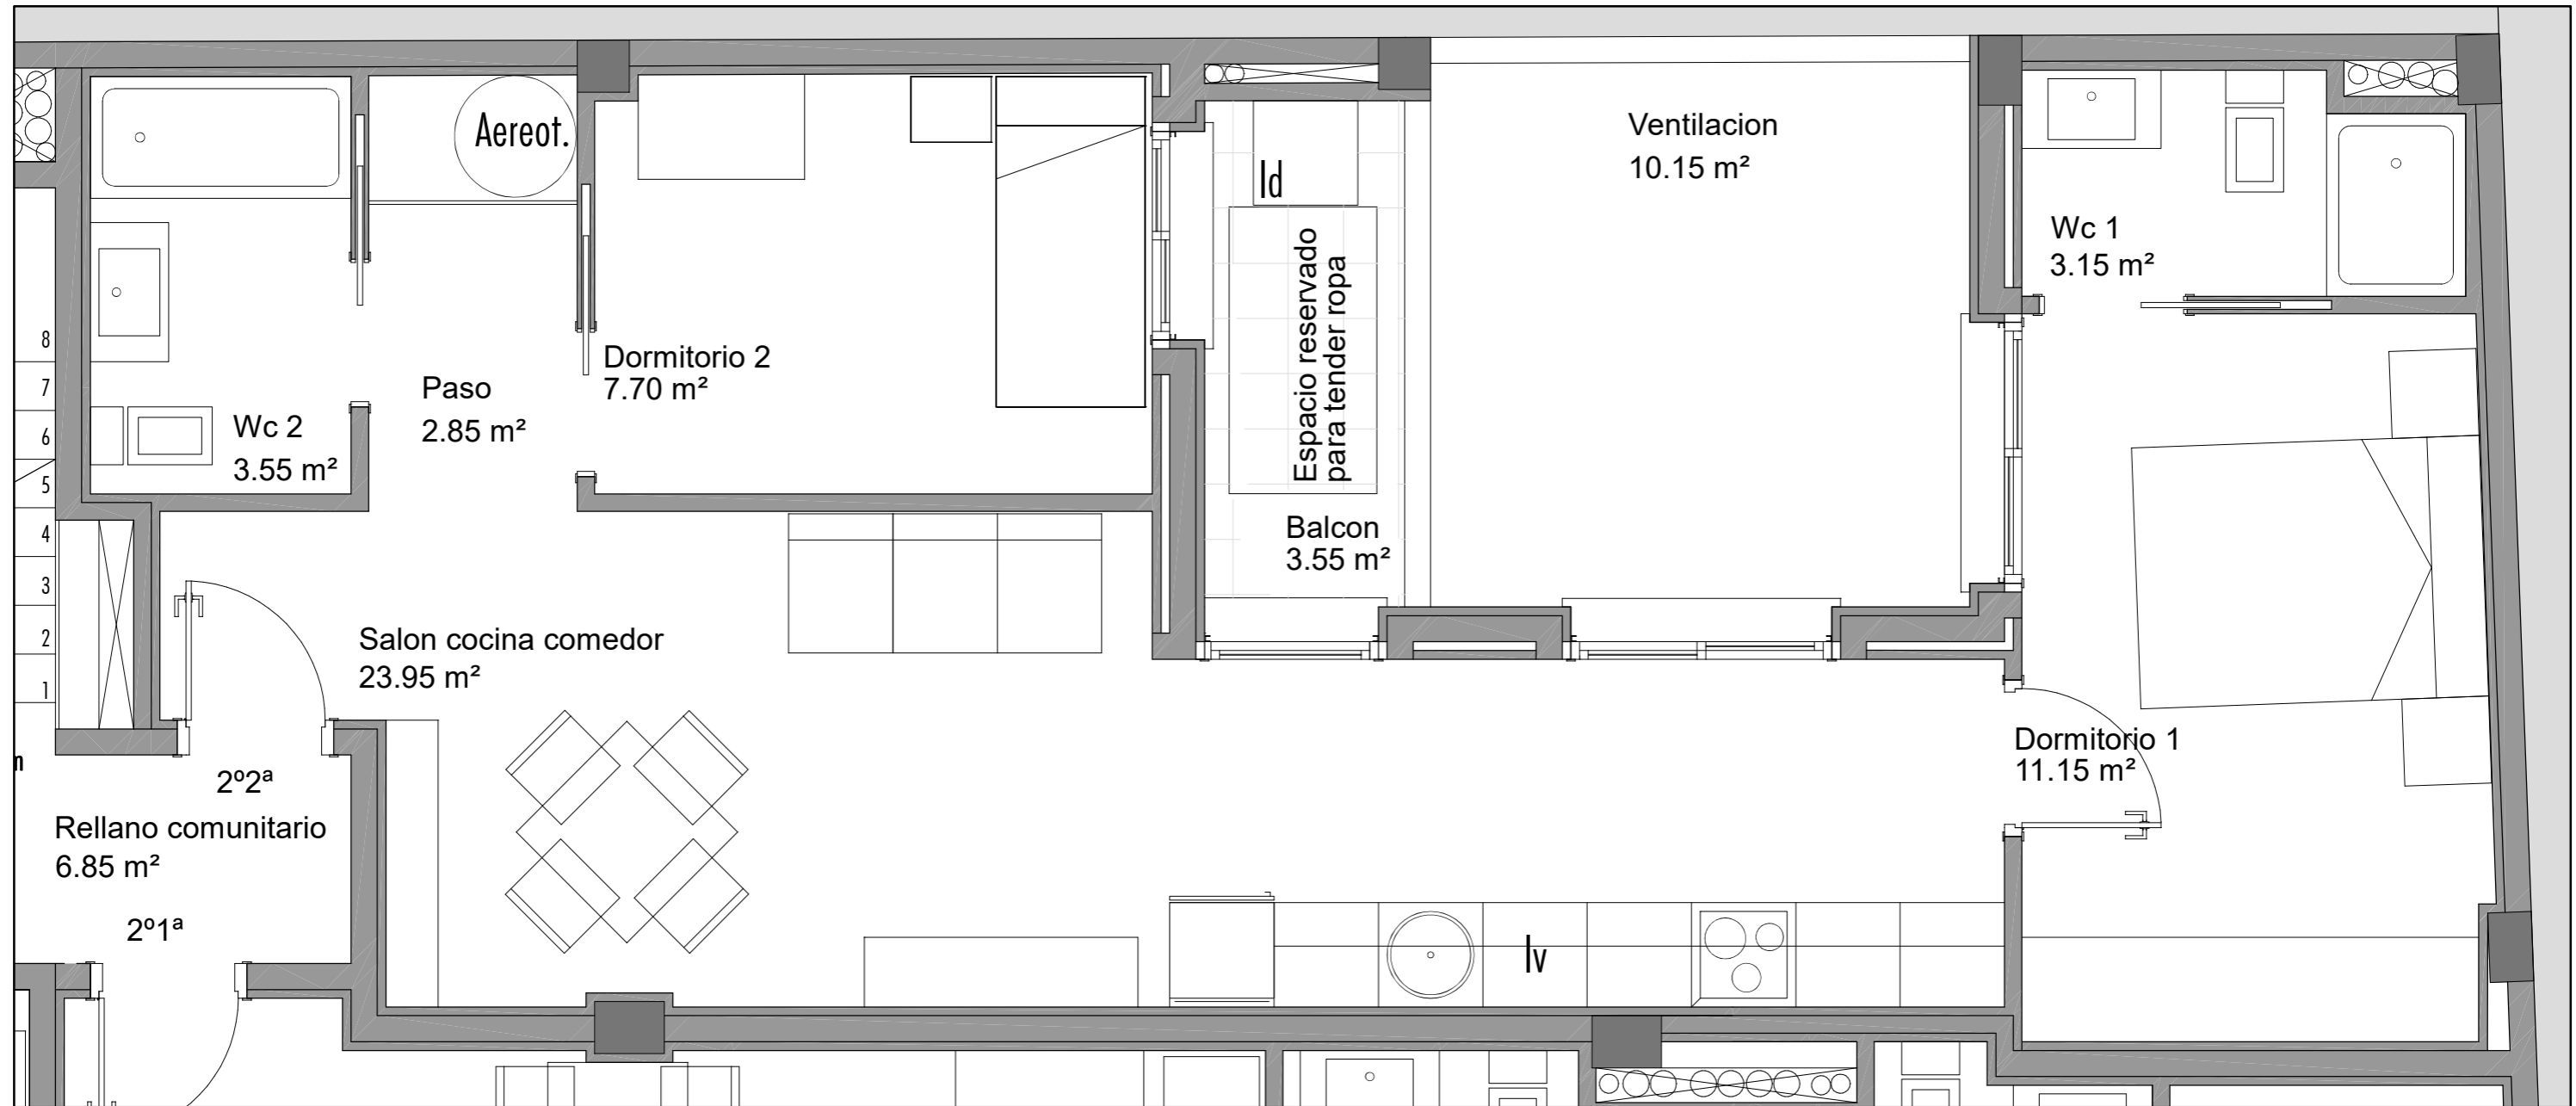 Aereot.
Ventilacion
10.15 m²
ld
Espacio reservado
para tender ropa
Wc 1
3.15 m²
Dormitorio 2
7.70 m²
Paso
2.85 m²
Wc 2
3.55 m²
Balcon
3.55 m²
8
7
6
5
4
3
2
1
Salon cocina comedor
23.95 m²
Dormitorio 1
11.15 m²
2º2ª
Rellano comunitario
6.85 m²
2º1ª
lv